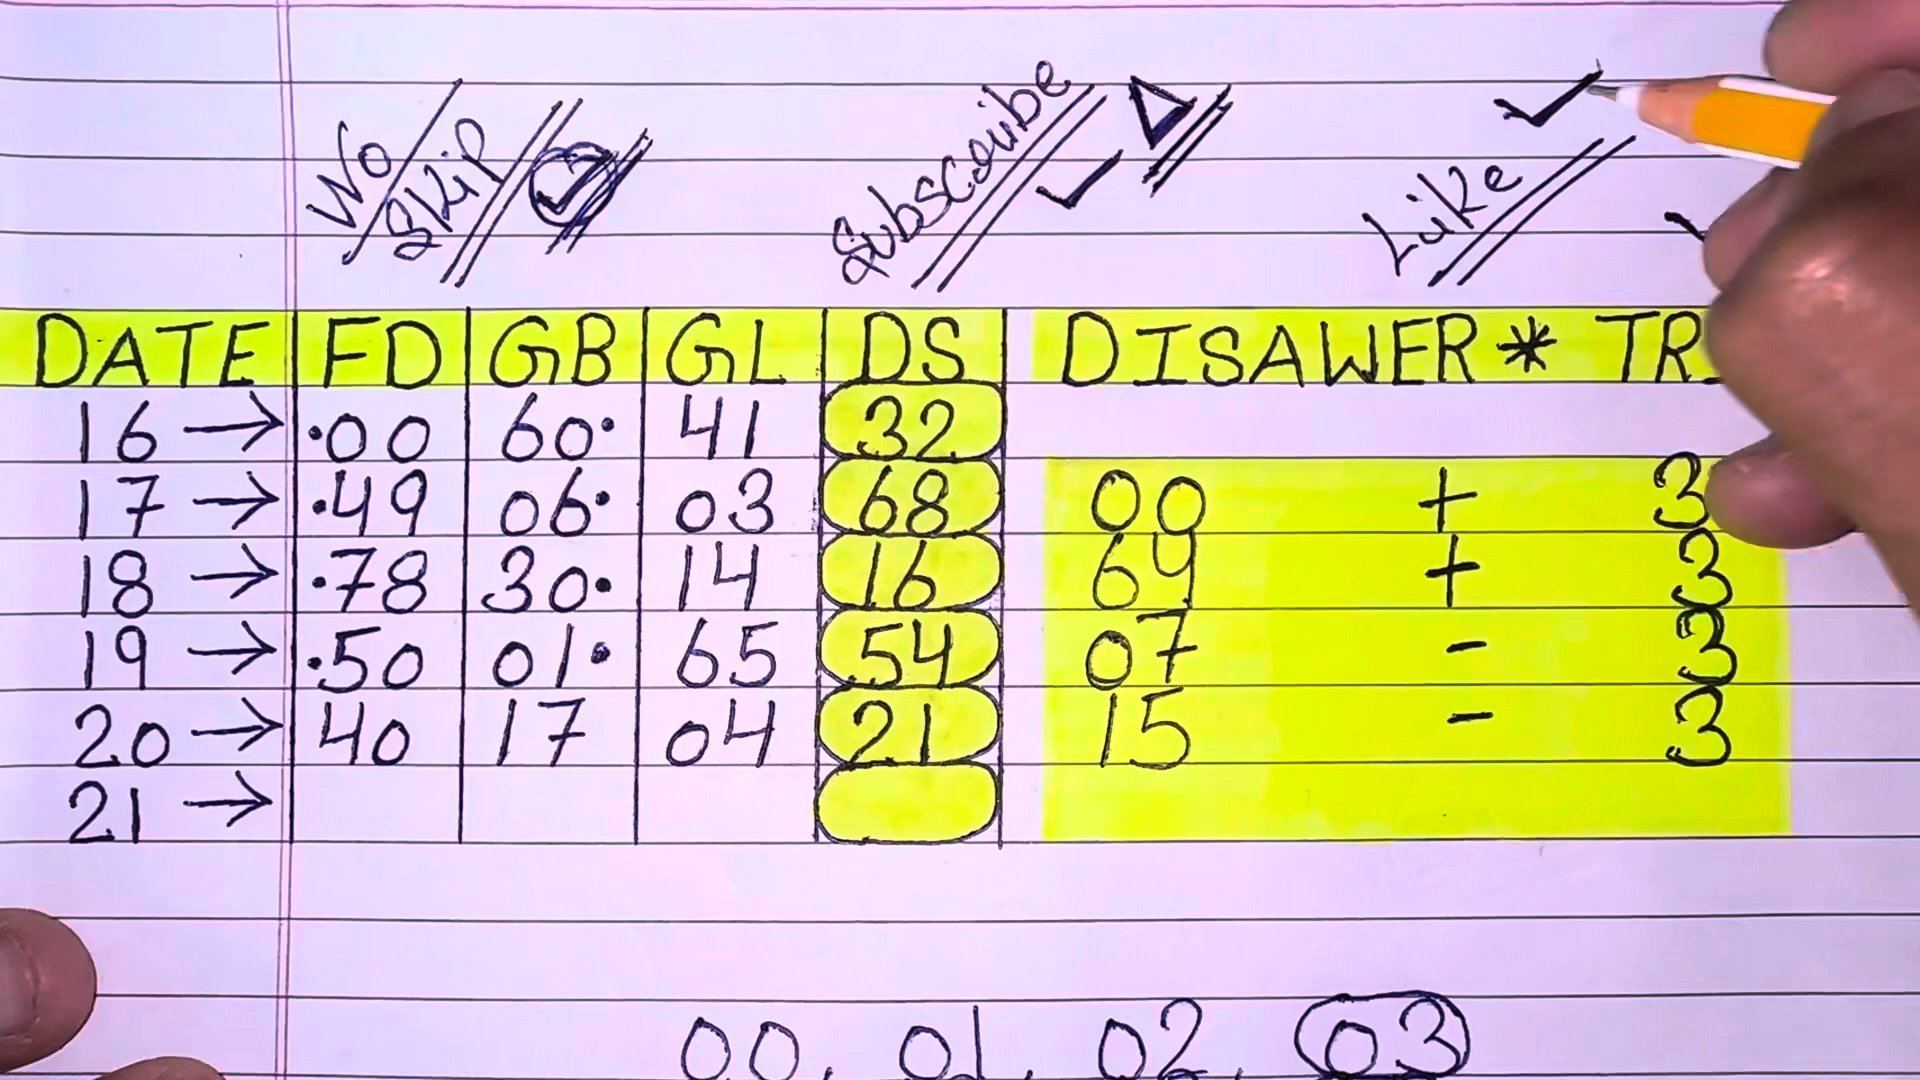 No Skip Subscribe Like
DATE FD GB GL DS DISAWER * TR
16 → .00 60. 41 32
17 → .49 06. 03 68 00 + 3
18 → .78 30. 14 16 69 + 3
19 → .50 01. 65 54 07 - 3
20 → 40 17 04 21 15 - 3
21 →
00, 01, 02, 03